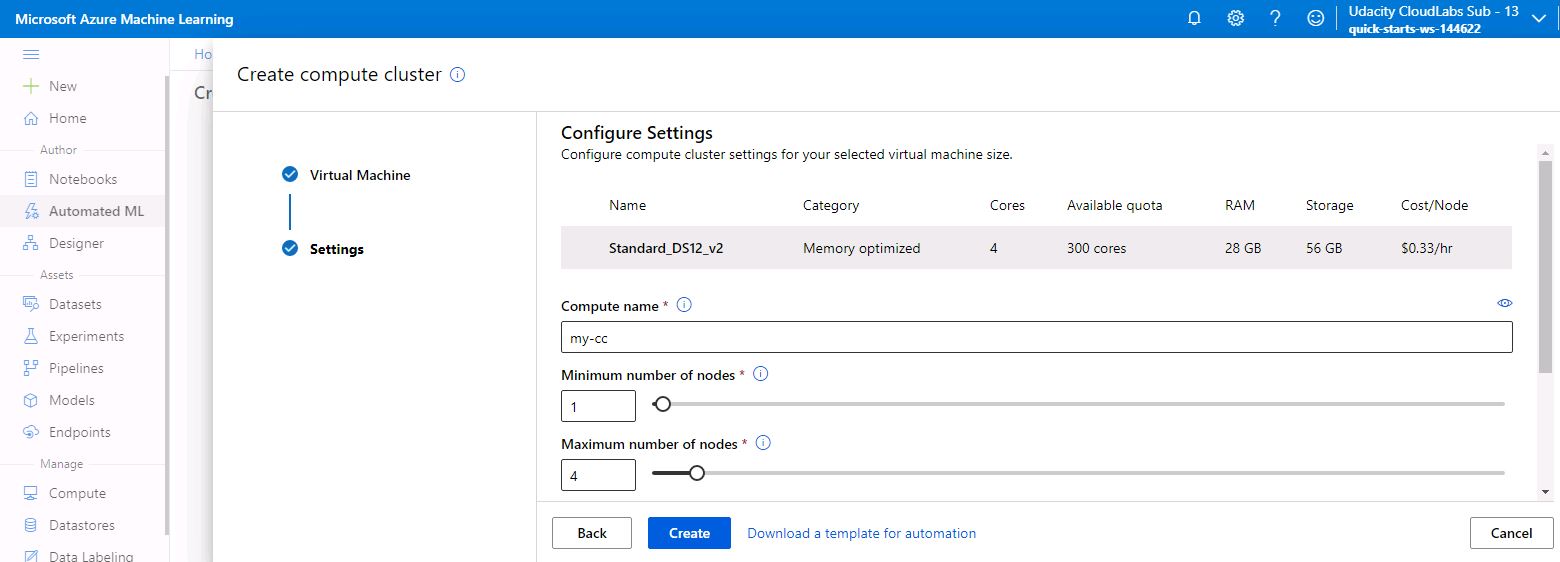 Microsoft Azure Machine Learning
Udacity CloudLabs Sub - 13
quick-starts-ws-144622
New
Home
Author
Notebooks
Automated ML
Designer
Assets
Datasets
Experiments
Pipelines
Models
Endpoints
Manage
Compute
Datastores
Data Labeling
Ho
Cr
Create compute cluster
Virtual Machine
Settings
Configure Settings
Configure compute cluster settings for your selected virtual machine size.
Name Category Cores Available quota RAM Storage Cost/Node
Standard_DS12_v2 Memory optimized 4 300 cores 28 GB 56 GB $0.33/hr
Compute name *
my-cc
Minimum number of nodes *
1
Maximum number of nodes *
4
Back Create Download a template for automation Cancel